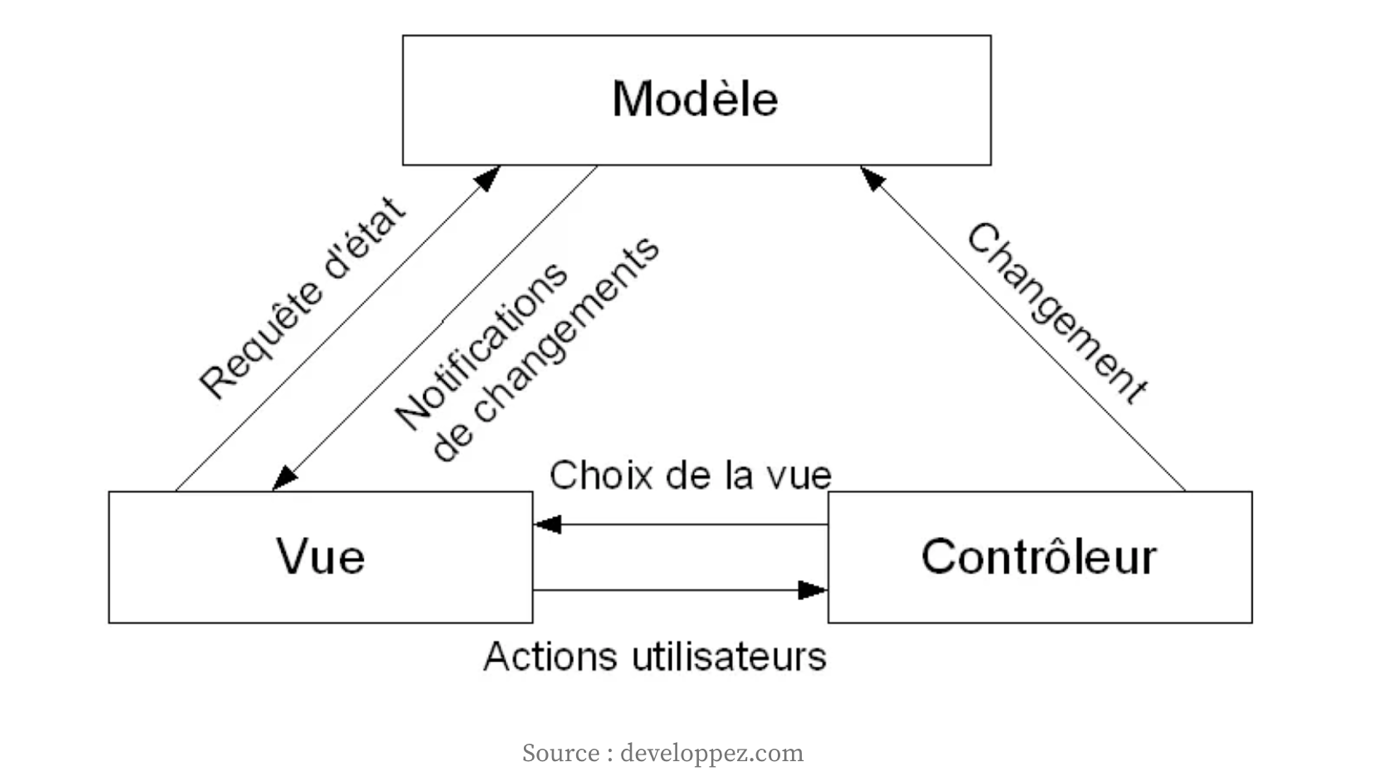 Modèle
Requête d'état
Notifications
de changements
Changement
Choix de la vue
Vue
Contrôleur
Actions utilisateurs
Source : developpez.com